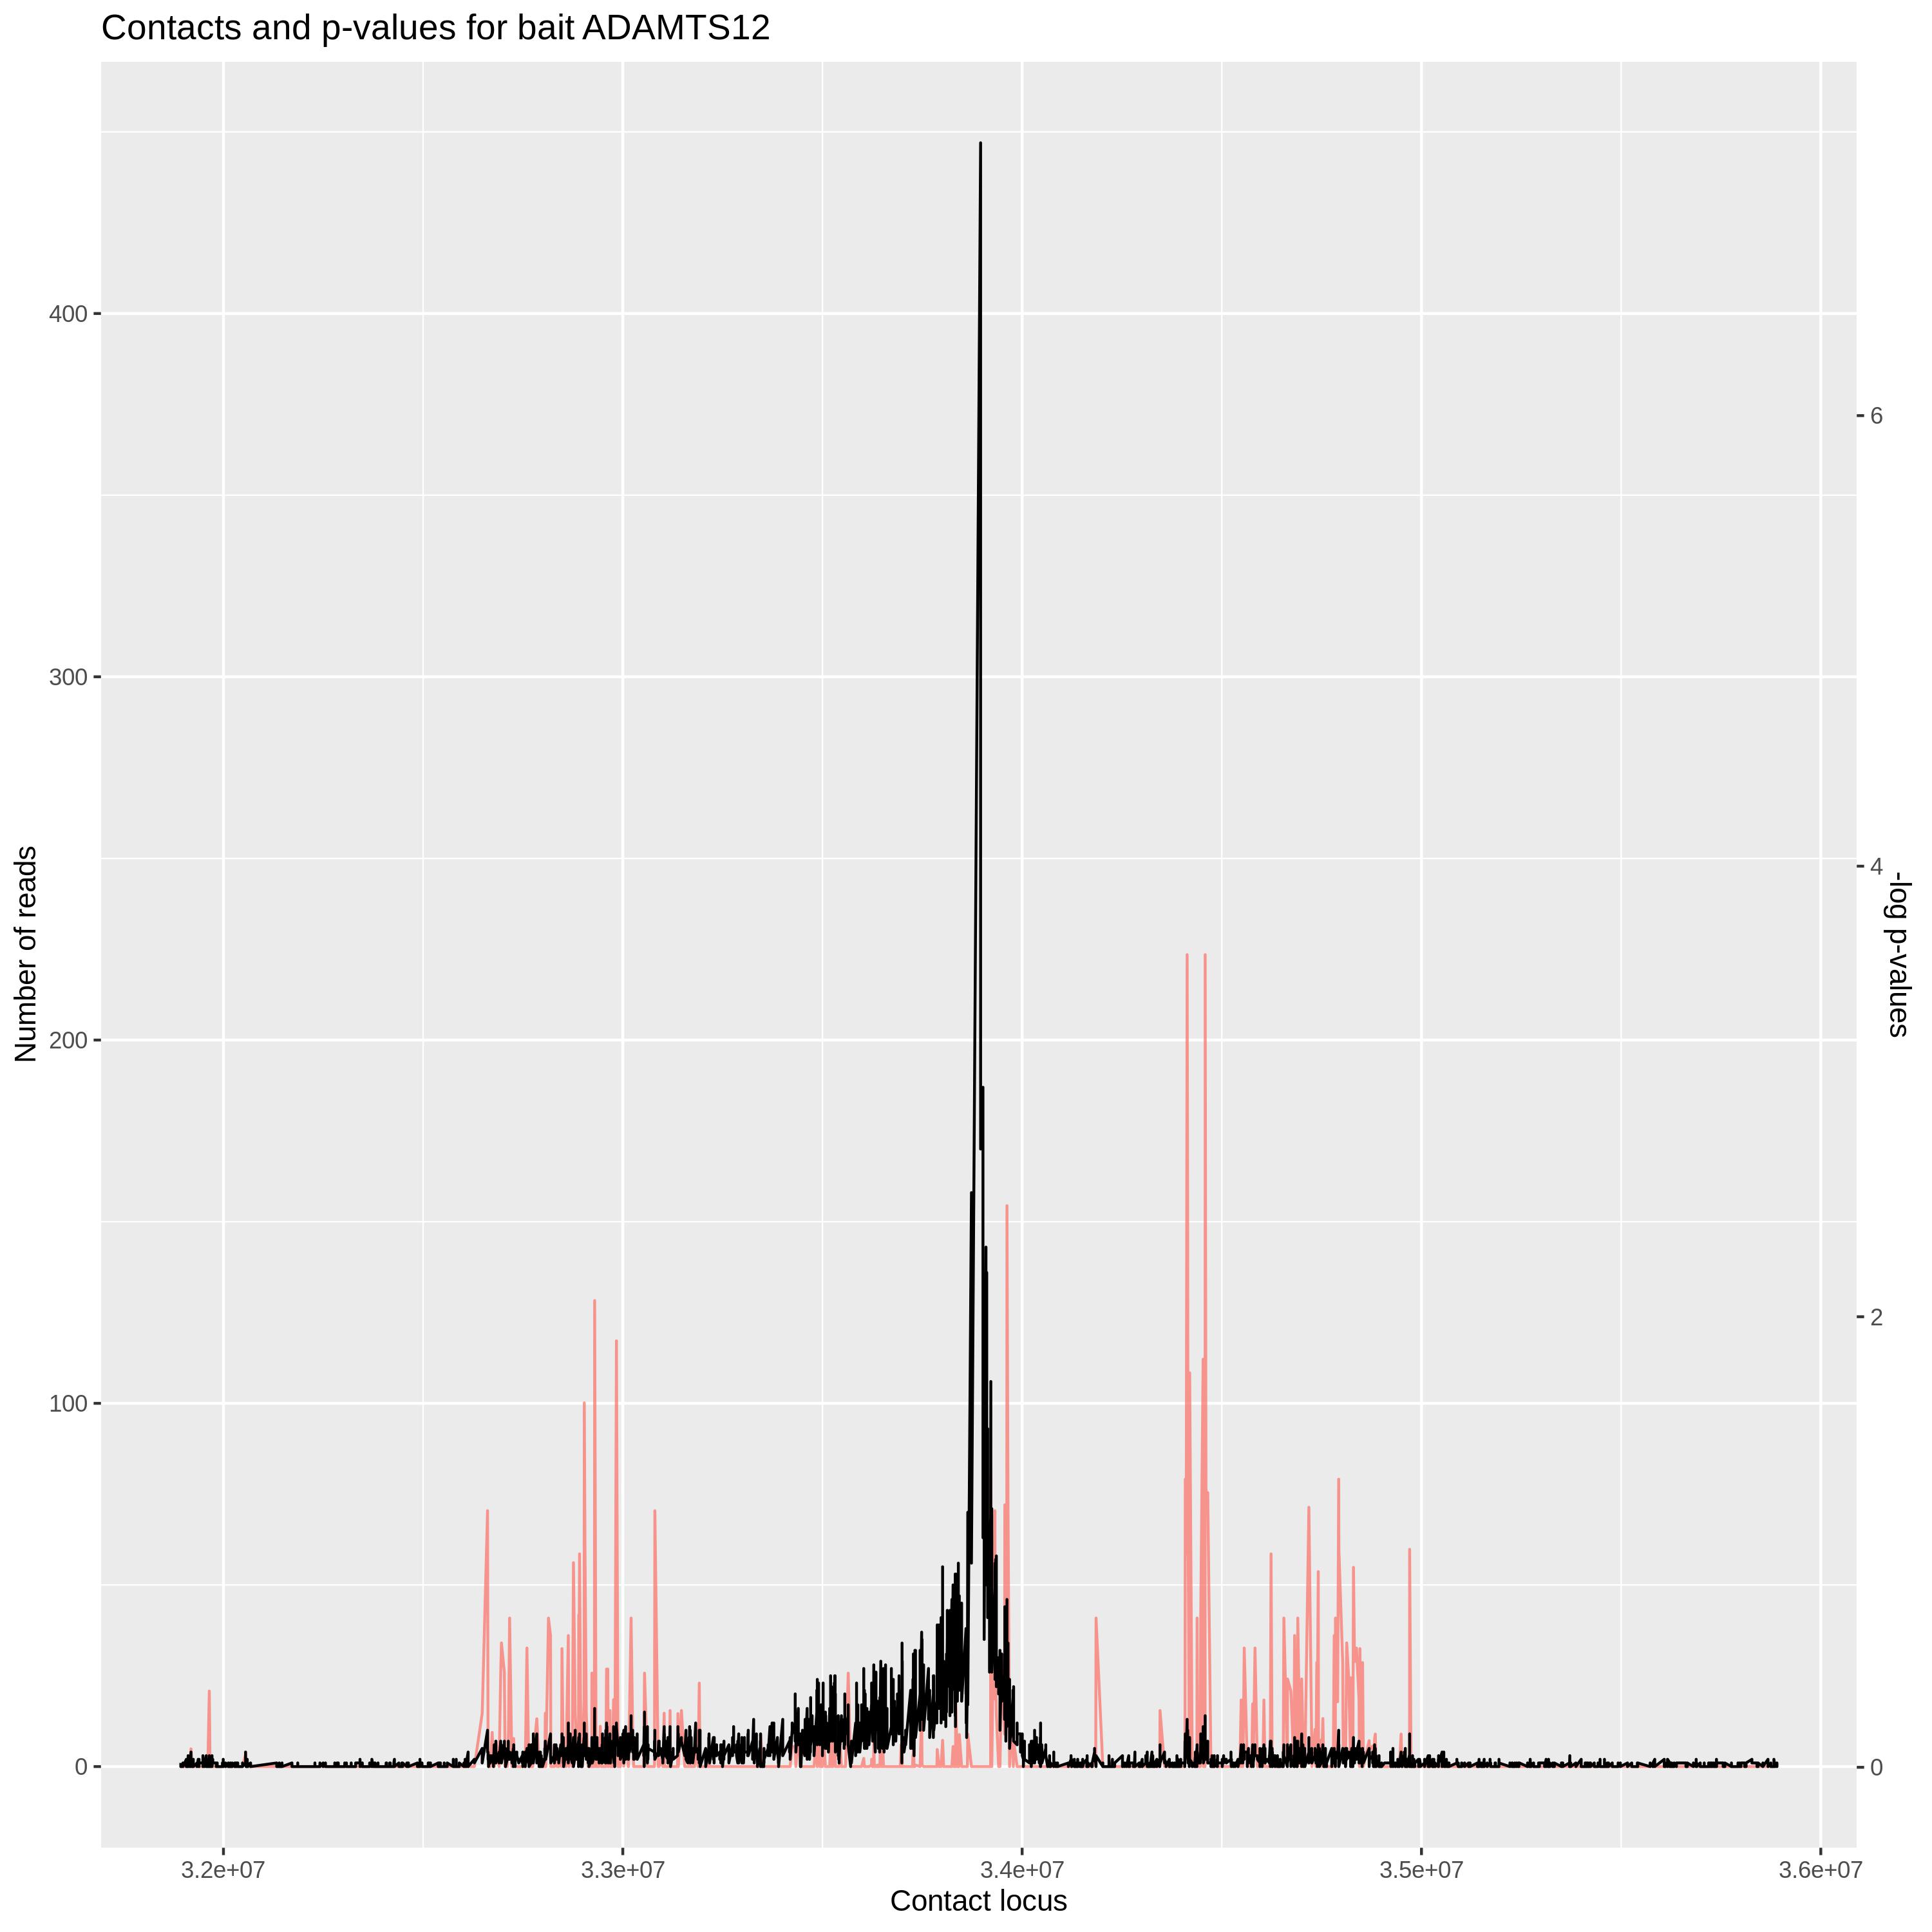 Contacts and p-values for bait ADAMTS12
Number of reads
400
300
200
100
0
6
4
2
0
-log p-values
3.2e+07
3.3e+07
3.4e+07
3.5e+07
3.6e+07
Contact locus